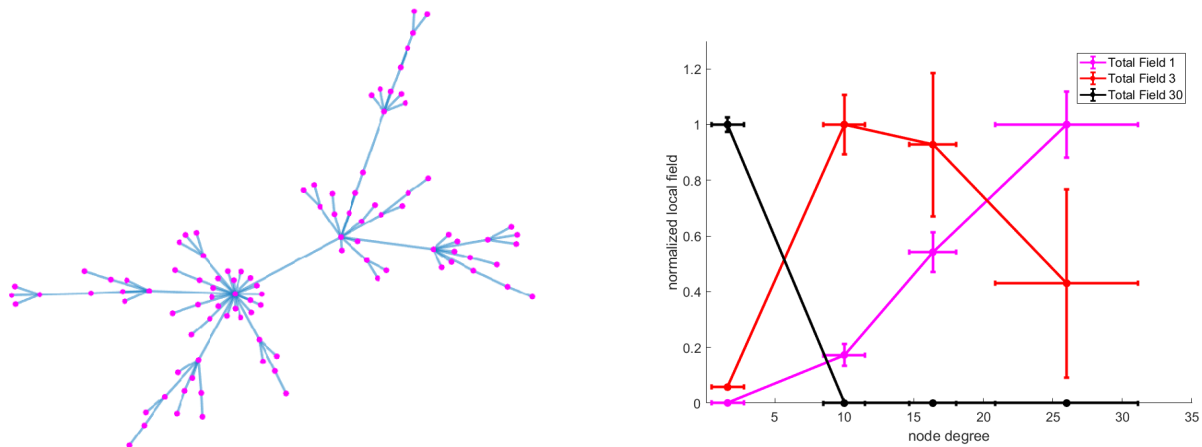 Total Field 1
Total Field 3
Total Field 30
normalized local field
1.2
1
0.8
0.6
0.4
0.2
0
5
10
15
20
25
30
35
node degree